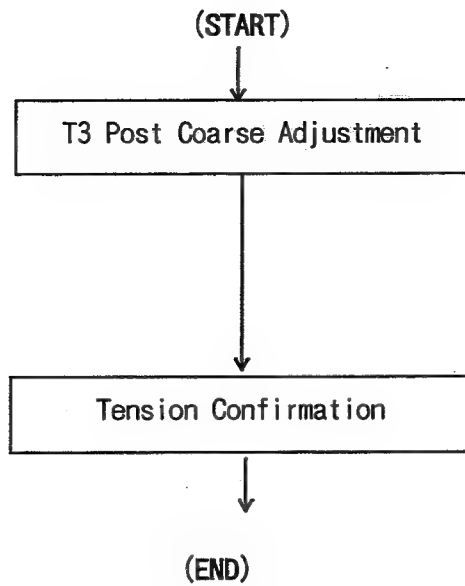 (START)
T3 Post Coarse Adjustment
Tension Confirmation
(END)